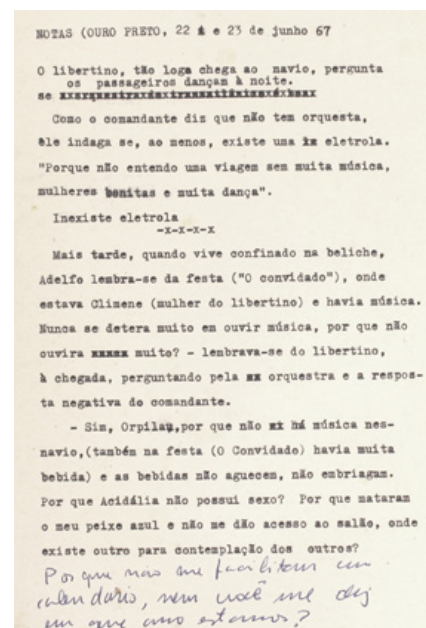 NOTAS (OURO PRETO, 22 e 23 de junho 67
O libertino, tão loga chega ao navio, pergunta
os passageiros dançam à noite.
se
Como o comandante diz que não tem orquestra,
êle indaga se, ao menos, existe uma eletrola.
"Porque não entendo uma viagem sem muita música,
mulheres bonitas e muita dança".
Inexiste eletrola
-x-x-x-x
Mais tarde, quando vive confinado na beliche,
Adelfo lembra-se da festa ("O convidado"), onde
estava Climene (mulher do libertino) e havia música.
Nunca se detera muito em ouvir música, por que não
ouvira muito? - lembrava-se do libertino,
à chegada, perguntando pela orquestra e a respos-
ta negativa do comandante.
- Sim, Orpilau,por que não há música nes-
navio,(também na festa (O Convidado) havia muita
bebida) e as bebidas não aguecem, não embriagam.
Por que Acidália não possui sexo? Por que mataram
o meu peixe azul e não me dão acesso ao salão, onde
existe outro para contemplação dos outros?
Por que não me facilitam um
calendário, nem você me diz
em que ano estamos?